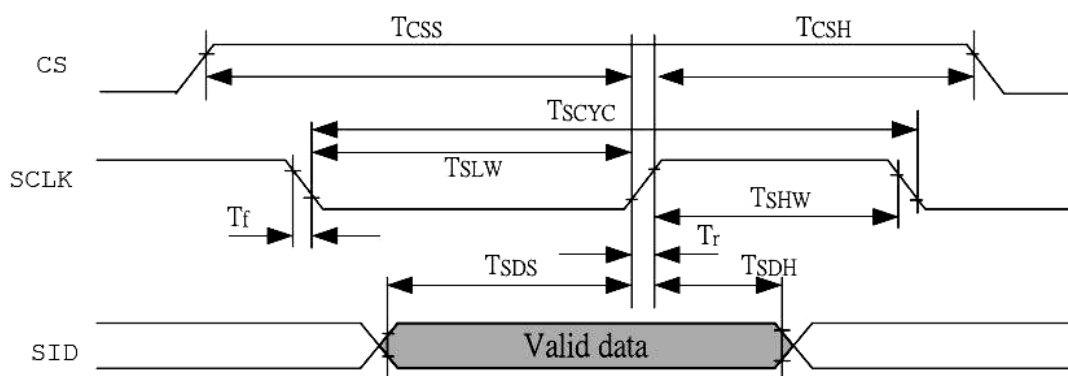 TCSS TCSH
CS
TSCYC
TSLW
SCLK
TSHW
Tf Tr
TSDS TSDH
SID Valid data